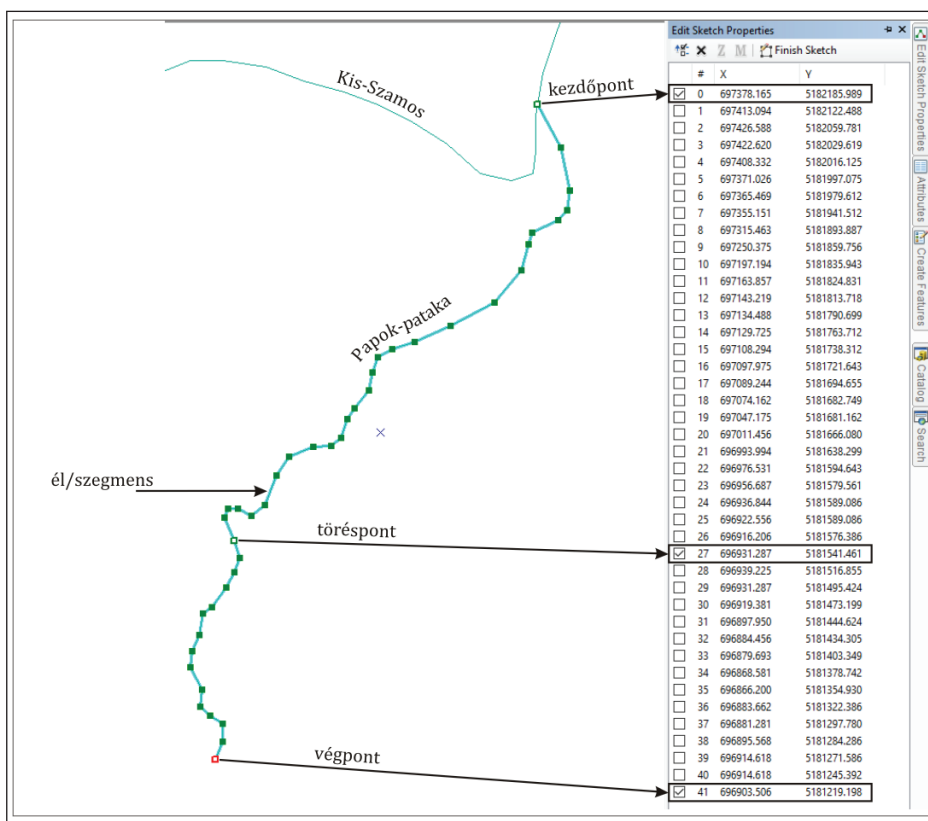 Kis-Szamos
kezdőpont
Papok-pataka
él/szegmens
töréspont
végpont
Edit Sketch Properties
Z M Finish Sketch
# X Y
0 697378.165 5182185.989
1 697413.094 5182122.488
2 697426.588 5182059.781
3 697422.620 5182029.619
4 697408.332 5182016.125
5 697371.026 5181997.075
6 697365.469 5181979.612
7 697355.151 5181941.512
8 697315.463 5181893.887
9 697250.375 5181859.756
10 697197.194 5181835.943
11 697163.857 5181824.831
12 697143.219 5181813.718
13 697134.488 5181790.699
14 697129.725 5181763.712
15 697108.294 5181738.312
16 697097.975 5181721.643
17 697089.244 5181694.655
18 697074.162 5181682.749
19 697047.175 5181681.162
20 697011.456 5181666.080
21 696993.994 5181638.299
22 696976.531 5181594.643
23 696956.687 5181579.561
24 696936.844 5181589.086
25 696922.556 5181589.086
26 696916.206 5181576.386
27 696931.287 5181541.461
28 696939.225 5181516.855
29 696931.287 5181495.424
30 696919.381 5181473.199
31 696897.950 5181444.624
32 696884.456 5181434.305
33 696879.693 5181403.349
34 696868.581 5181378.742
35 696866.200 5181354.930
36 696883.662 5181322.386
37 696881.281 5181297.780
38 696895.568 5181284.286
39 696914.618 5181271.586
40 696914.618 5181245.392
41 696903.506 5181219.198
Edit Sketch Properties
Attributes
Create Features
Catalog
Search